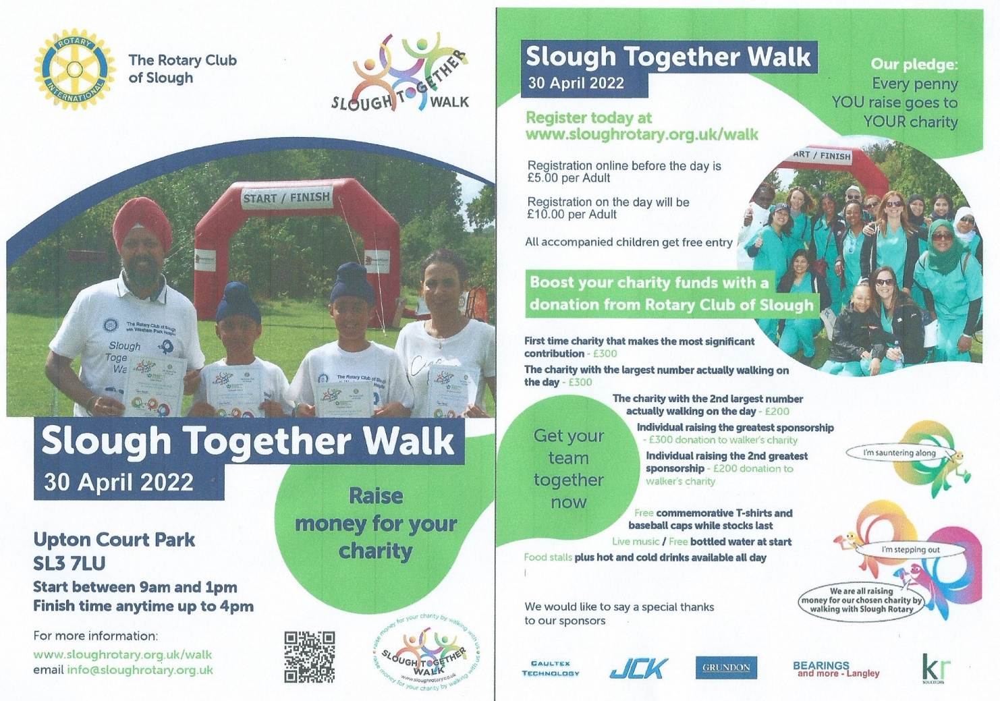 ROTARY
INTERNATIONAL
The Rotary Club
of Slough
SLOUGH TOGETHER
WALK
START / FINISH
The Rotary Club of Slough
with Wexham Park Hospital
Slough
Toge
Wa
The Rotary Club of Slough
Slough Together Walk
30 April 2022
Raise
money for your
charity
Upton Court Park
SL3 7LU
Start between 9am and 1pm
Finish time anytime up to 4pm
For more information:
www.sloughrotary.org.uk/walk
email info@sloughrotary.org.uk
raise money for your charity by walking with us
SLOUGH TOGETHER
WALK
www.sloughrotary.co.uk
raise money for your charity by walking with us
Slough Together Walk
30 April 2022
Our pledge:
Every penny
YOU raise goes to
YOUR charity
Register today at
www.sloughrotary.org.uk/walk
Registration online before the day is
£5.00 per Adult
Registration on the day will be
£10.00 per Adult
All accompanied children get free entry
ART / FINISH
Boost your charity funds with a
donation from Rotary Club of Slough
First time charity that makes the most significant
contribution - £300
The charity with the largest number actually walking on
the day - £300
The charity with the 2nd largest number
actually walking on the day - £200
Individual raising the greatest sponsorship
- £300 donation to walker's charity
Individual raising the 2nd greatest
sponsorship - £200 donation to
walker's charity
Get your
team
together
now
Free commemorative T-shirts and
baseball caps while stocks last
Live music / Free bottled water at start
Food stalls plus hot and cold drinks available all day
I'm sauntering along
I'm stepping out
We are all raising
money for our chosen charity by
walking with Slough Rotary
We would like to say a special thanks
to our sponsors
CAULTEX
TECHNOLOGY
JCK
GRUNDON
BEARINGS
and more - Langley
kr
SOLICITORS